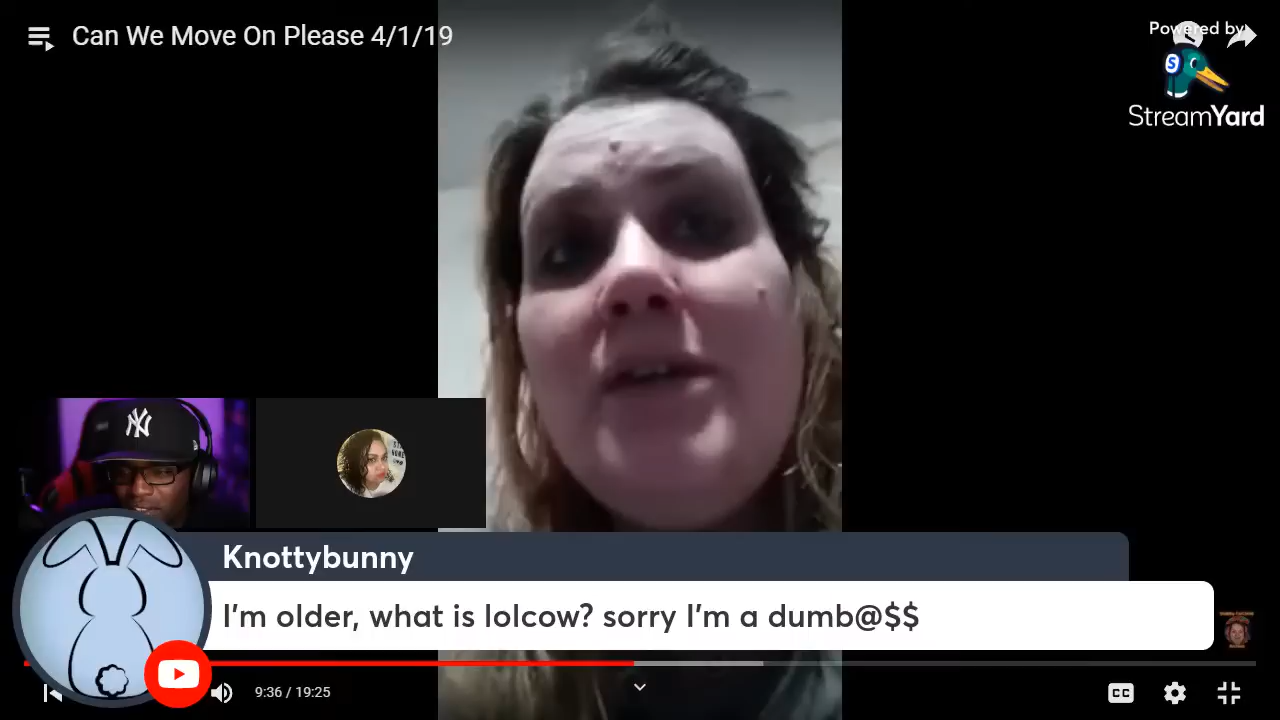 Can We Move On Please 4/1/19
Powered by
S
StreamYard
NY
Knottybunny
I'm older, what is lolcow? sorry I'm a dumb@$$
9:36 / 19:25
CC